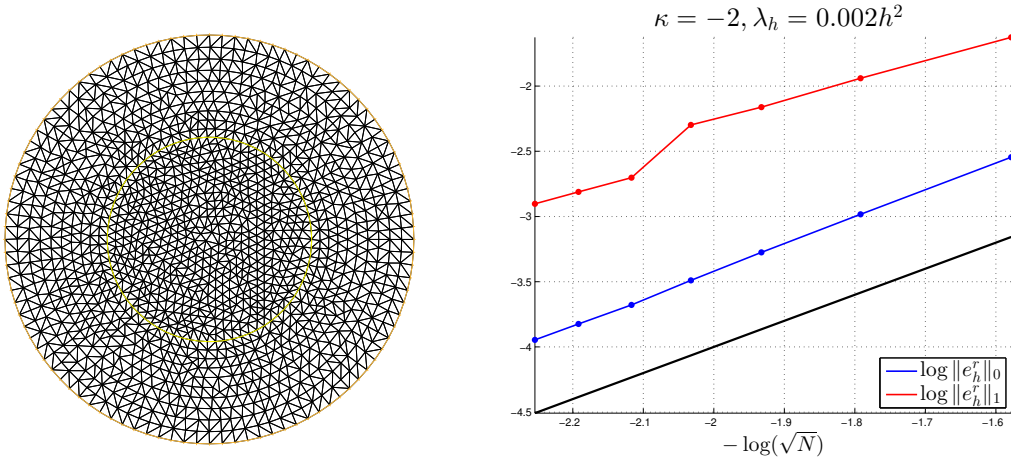 κ = −2, λ_h = 0.002h²
−2
−2.5
−3
−3.5
−4
−4.5
log ‖e_h^r‖_0
log ‖e_h^r‖_1
−2.2 −2.1 −2 −1.9 −1.8 −1.7 −1.6
− log(√N)